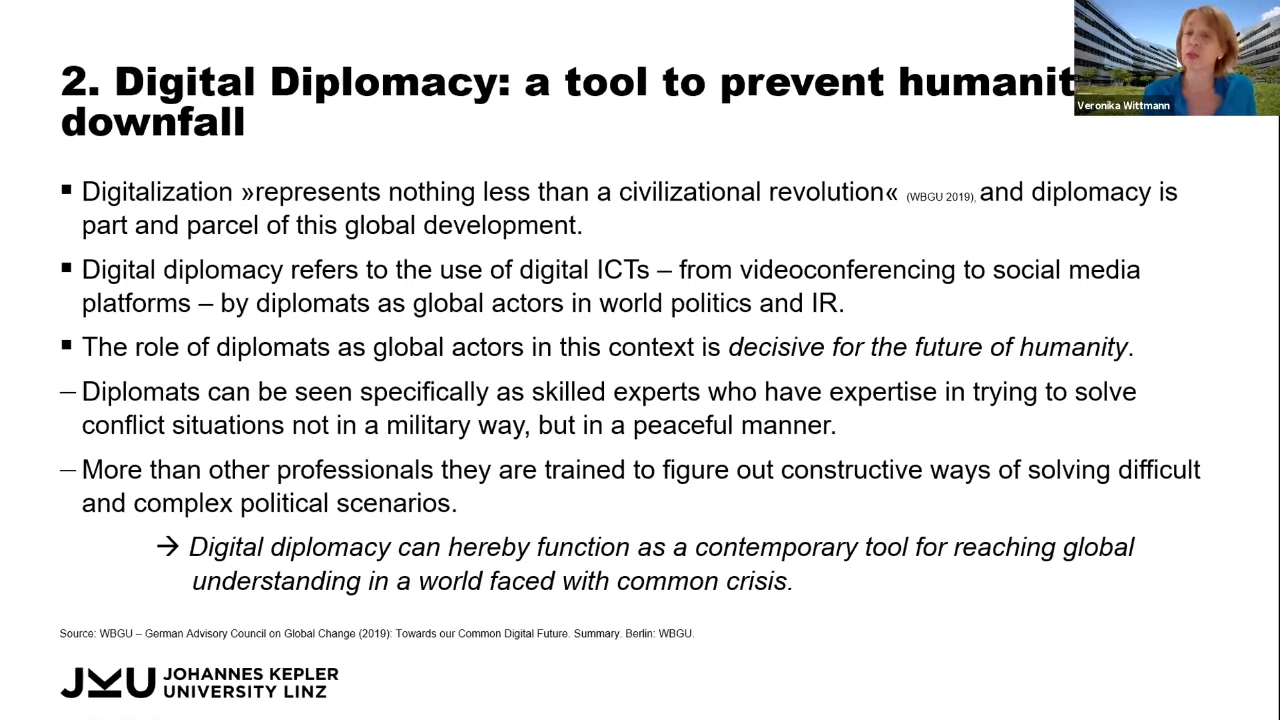 2. Digital Diplomacy: a tool to prevent humanit
downfall
Veronika Wittmann
▪ Digitalization »represents nothing less than a civilizational revolution« (WBGU 2019), and diplomacy is
part and parcel of this global development.
▪ Digital diplomacy refers to the use of digital ICTs – from videoconferencing to social media
platforms – by diplomats as global actors in world politics and IR.
▪ The role of diplomats as global actors in this context is decisive for the future of humanity.
– Diplomats can be seen specifically as skilled experts who have expertise in trying to solve
conflict situations not in a military way, but in a peaceful manner.
– More than other professionals they are trained to figure out constructive ways of solving difficult
and complex political scenarios.
→ Digital diplomacy can hereby function as a contemporary tool for reaching global
understanding in a world faced with common crisis.
Source: WBGU – German Advisory Council on Global Change (2019): Towards our Common Digital Future. Summary. Berlin: WBGU.
JKU JOHANNES KEPLER
UNIVERSITY LINZ